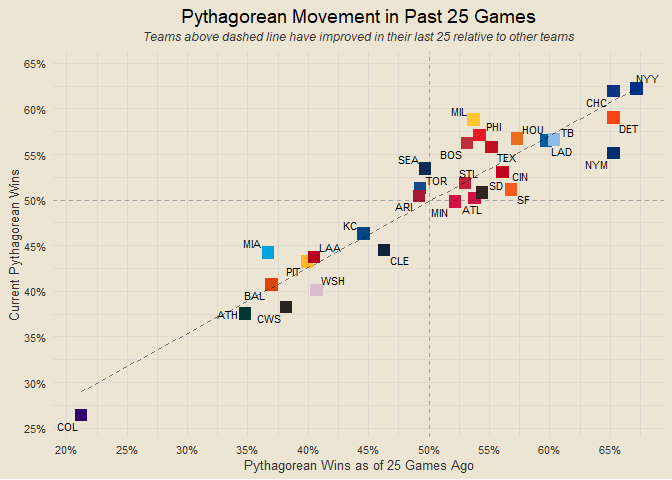 Pythagorean Movement in Past 25 Games
Teams above dashed line have improved in their last 25 relative to other teams
Current Pythagorean Wins
65%
60%
55%
50%
45%
40%
35%
30%
25%
NYY
CHC
DET
MIL
PHI
HOU
TB
BOS
TEX
LAD
NYM
SEA
TOR
STL
CIN
SD
SF
ARI
MIN
ATL
KC
MIA
LAA
CLE
PIT
WSH
BAL
ATH
CWS
COL
20%
25%
30%
35%
40%
45%
50%
55%
60%
65%
Pythagorean Wins as of 25 Games Ago